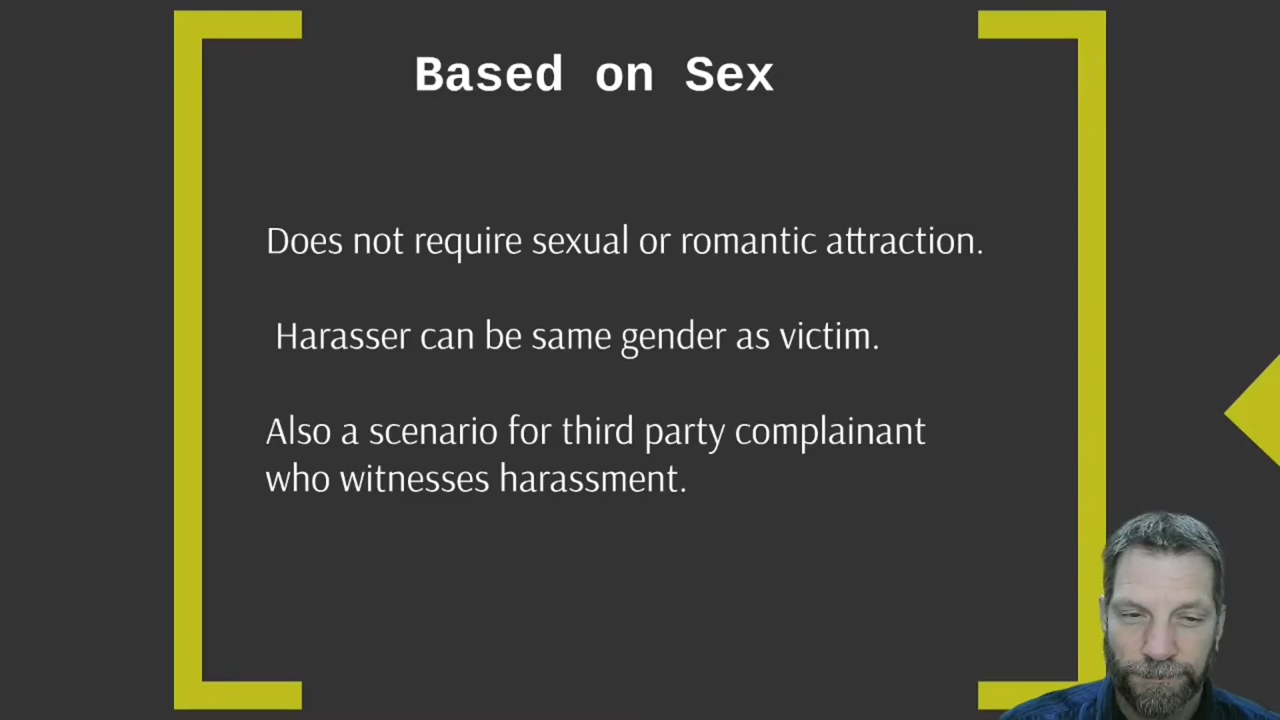 Based on Sex
Does not require sexual or romantic attraction.
Harasser can be same gender as victim.
Also a scenario for third party complainant
who witnesses harassment.